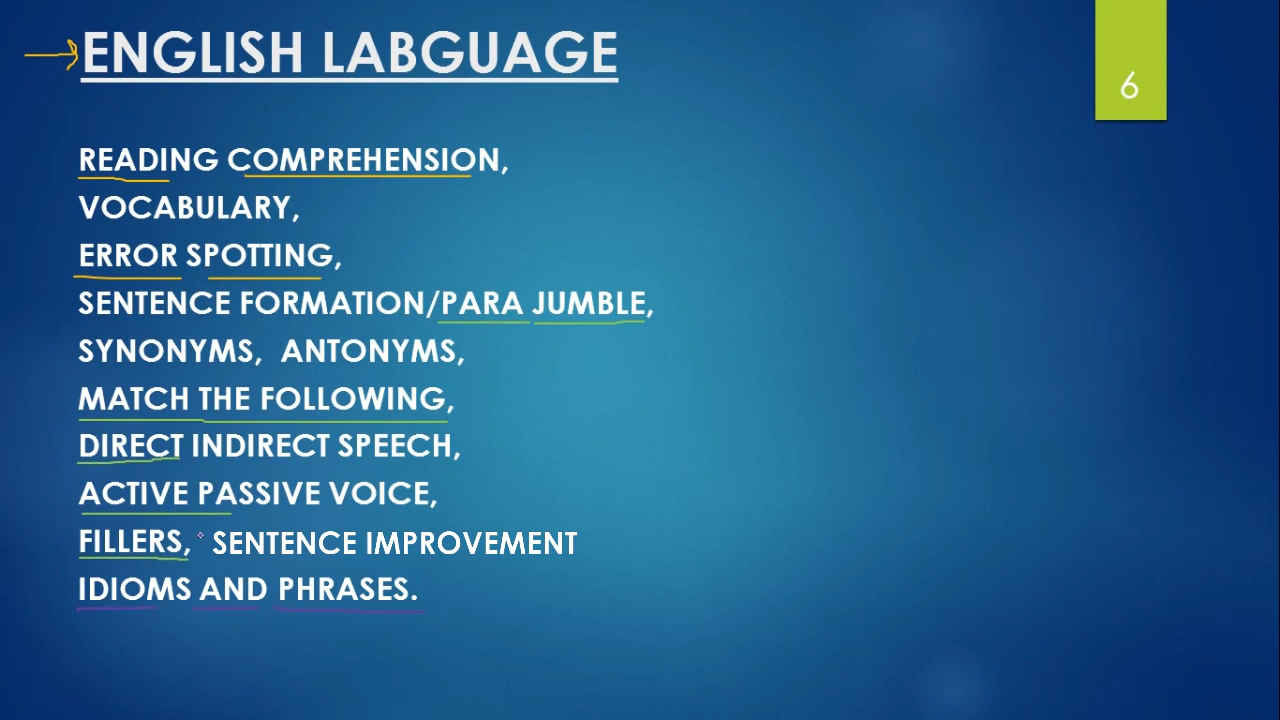 ENGLISH LABGUAGE
6
READING COMPREHENSION,
VOCABULARY,
ERROR SPOTTING,
SENTENCE FORMATION/PARA JUMBLE,
SYNONYMS, ANTONYMS,
MATCH THE FOLLOWING,
DIRECT INDIRECT SPEECH,
ACTIVE PASSIVE VOICE,
FILLERS, SENTENCE IMPROVEMENT
IDIOMS AND PHRASES.